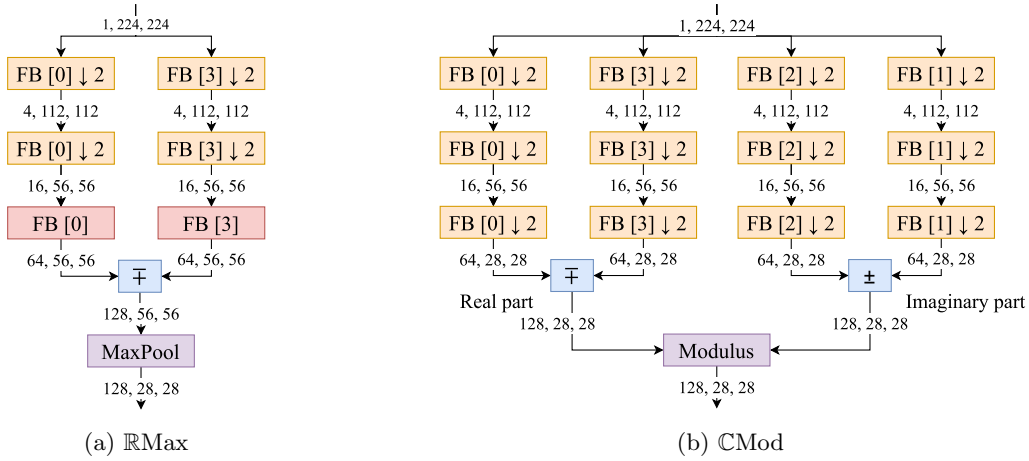 1, 224, 224
FB [0] ↓ 2 FB [3] ↓ 2
4, 112, 112 4, 112, 112
FB [0] ↓ 2 FB [3] ↓ 2
16, 56, 56 16, 56, 56
FB [0] FB [3]
64, 56, 56 64, 56, 56
∓
128, 56, 56
MaxPool
128, 28, 28
(a) ℝMax
1, 224, 224
FB [0] ↓ 2 FB [3] ↓ 2 FB [2] ↓ 2 FB [1] ↓ 2
4, 112, 112 4, 112, 112 4, 112, 112 4, 112, 112
FB [0] ↓ 2 FB [3] ↓ 2 FB [2] ↓ 2 FB [1] ↓ 2
16, 56, 56 16, 56, 56 16, 56, 56 16, 56, 56
FB [0] ↓ 2 FB [3] ↓ 2 FB [2] ↓ 2 FB [1] ↓ 2
64, 28, 28 64, 28, 28 64, 28, 28 64, 28, 28
∓ ±
Real part Imaginary part
128, 28, 28 128, 28, 28
Modulus
128, 28, 28
(b) ℂMod